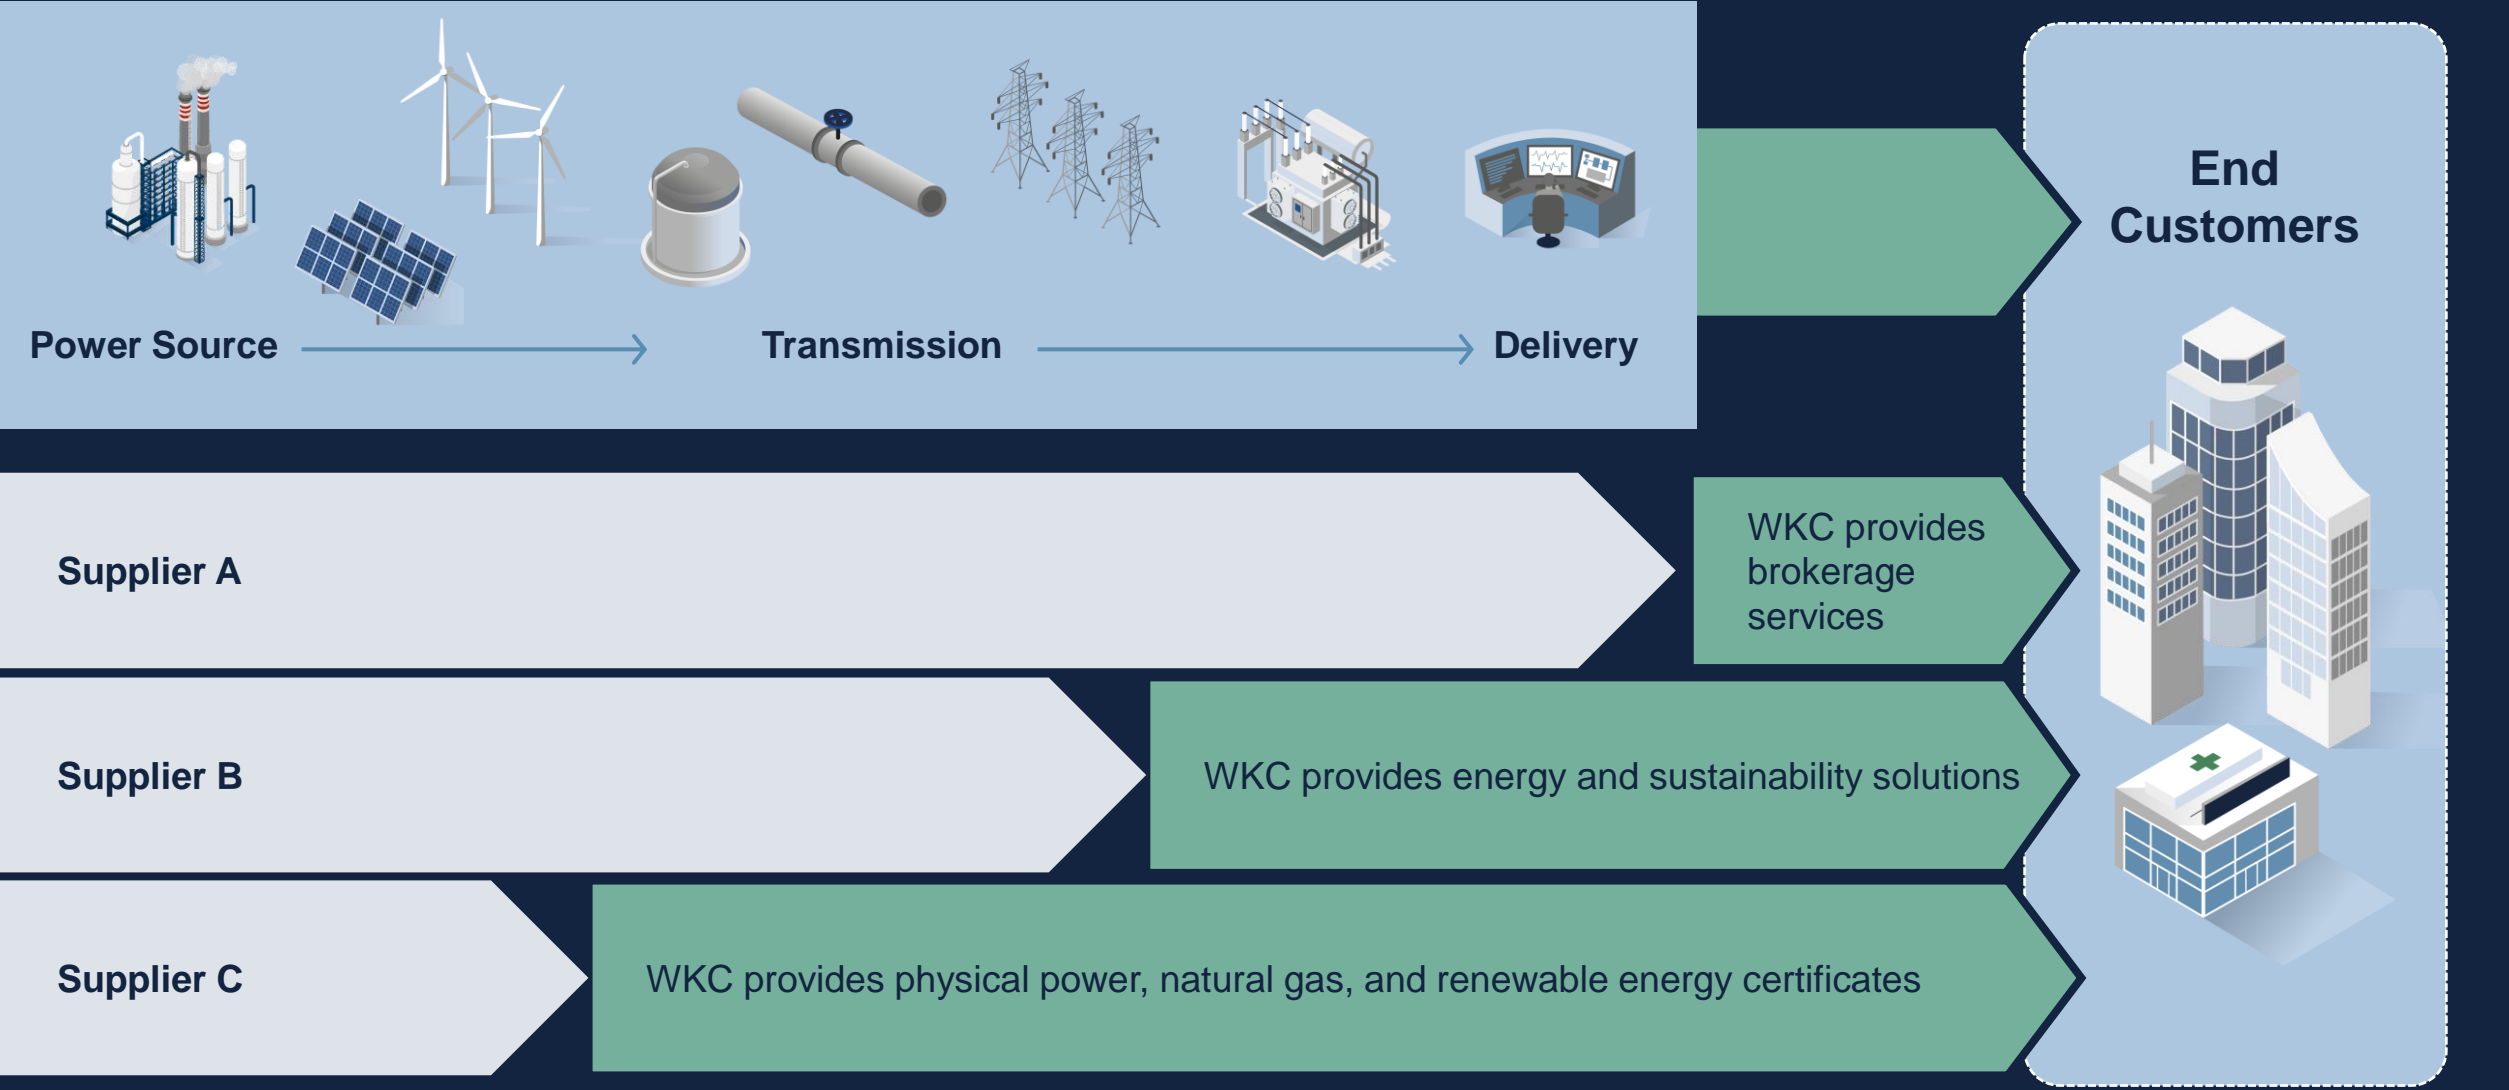 End
Customers
Power Source
Transmission
Delivery
Supplier A
WKC provides
brokerage
services
Supplier B
WKC provides energy and sustainability solutions
Supplier C
WKC provides physical power, natural gas, and renewable energy certificates